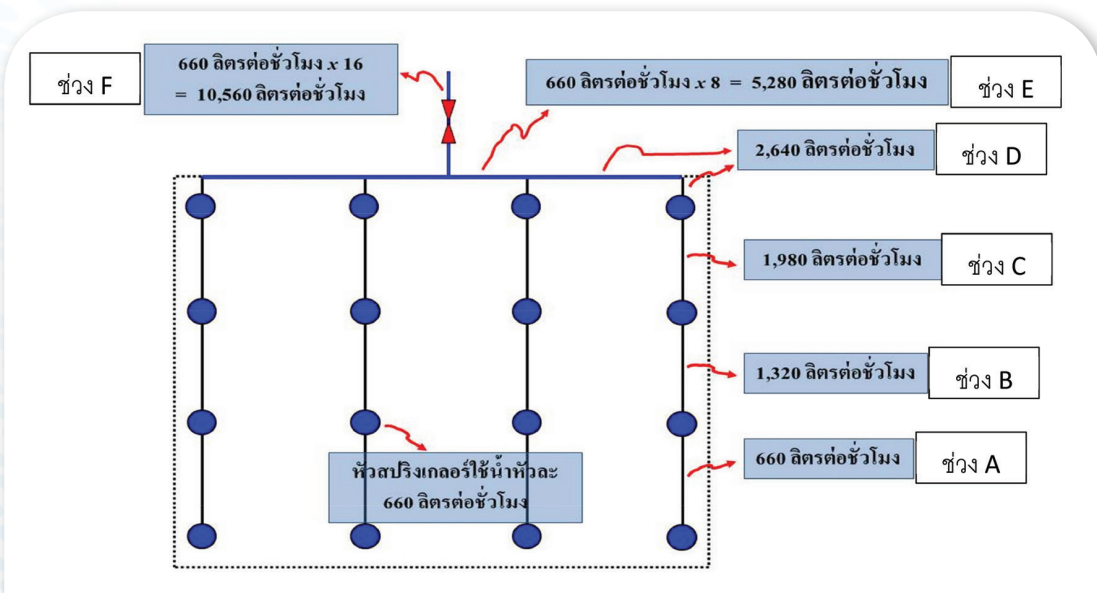 ช่วง F
660 ลิตรต่อชั่วโมง x 16
= 10,560 ลิตรต่อชั่วโมง
660 ลิตรต่อชั่วโมง x 8 = 5,280 ลิตรต่อชั่วโมง
ช่วง E
2,640 ลิตรต่อชั่วโมง
ช่วง D
1,980 ลิตรต่อชั่วโมง
ช่วง C
1,320 ลิตรต่อชั่วโมง
ช่วง B
660 ลิตรต่อชั่วโมง
ช่วง A
หัวสปริงเกลอร์ใช้น้ำหัวละ
660 ลิตรต่อชั่วโมง